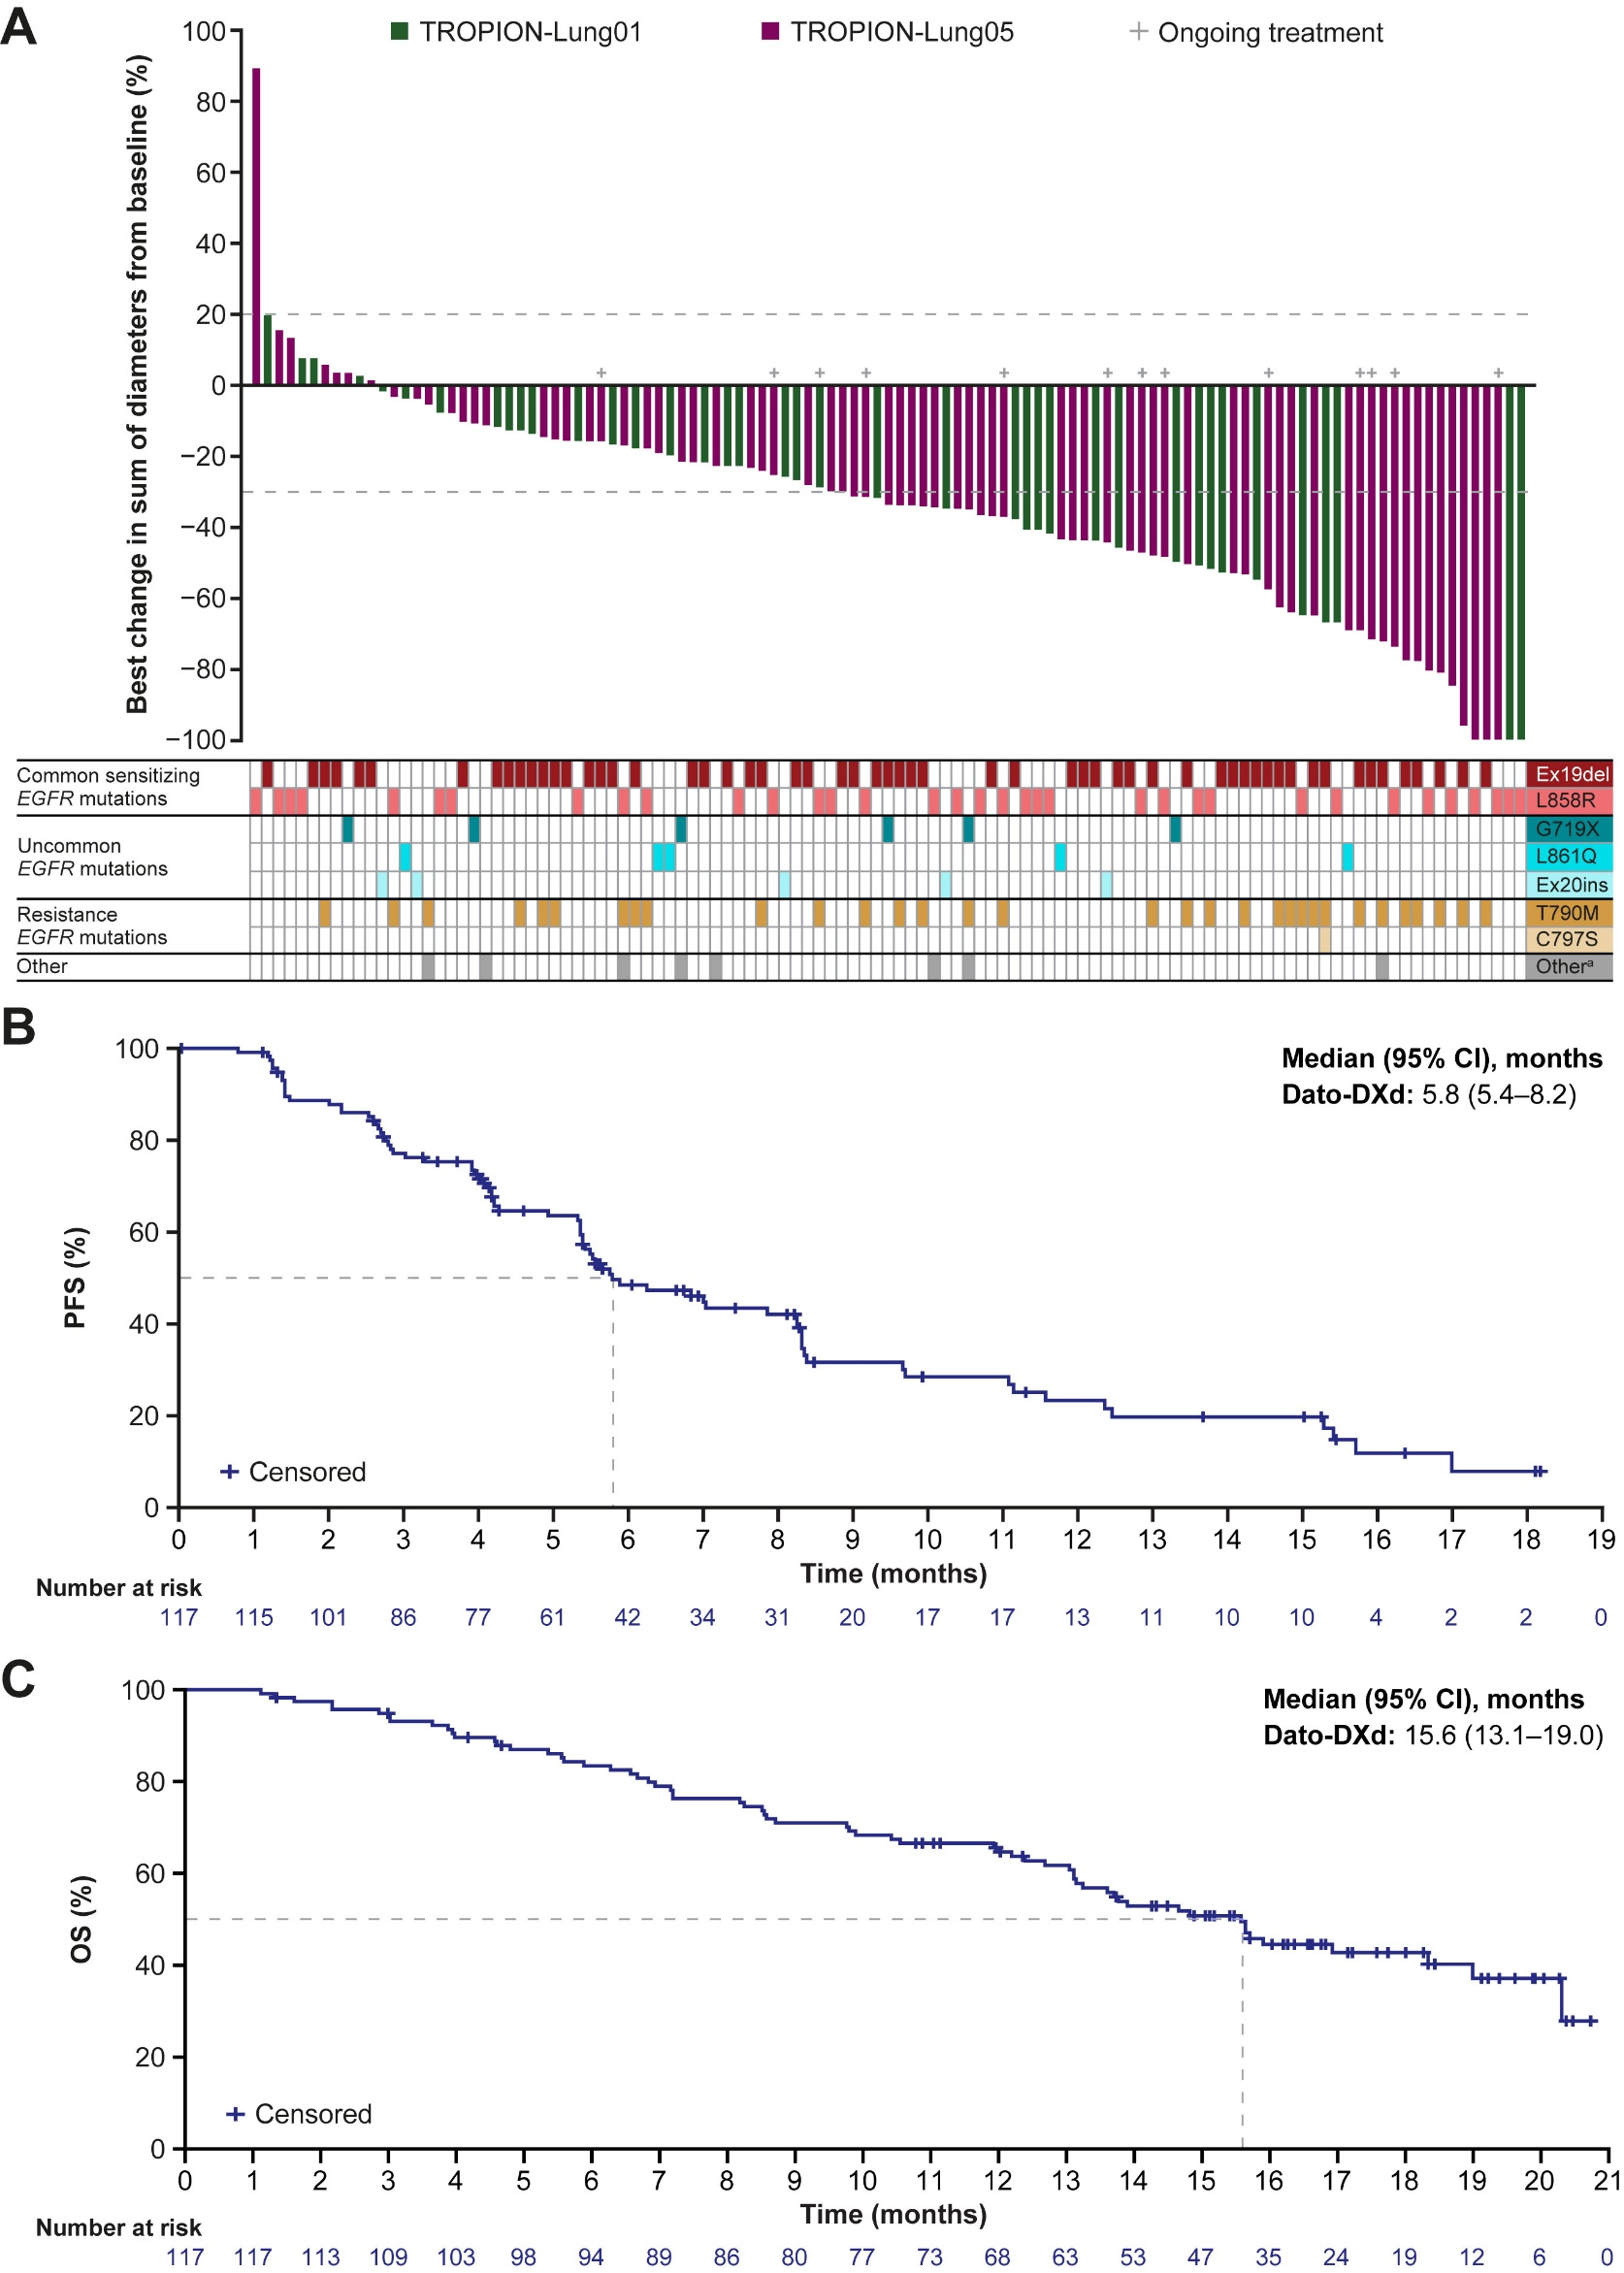 A
TROPION-Lung01
TROPION-Lung05
Ongoing treatment
Best change in sum of diameters from baseline (%)
100
80
60
40
20
0
−20
−40
−60
−80
−100
Common sensitizing
EGFR mutations
Ex19del
L858R
Uncommon
EGFR mutations
G719X
L861Q
Ex20ins
Resistance
EGFR mutations
T790M
C797S
Other
Otherᵃ
B
Median (95% CI), months
Dato-DXd: 5.8 (5.4–8.2)
PFS (%)
100
80
60
40
20
0
Censored
0 1 2 3 4 5 6 7 8 9 10 11 12 13 14 15 16 17 18 19
Time (months)
Number at risk
117 115 101 86 77 61 42 34 31 20 17 17 13 11 10 10 4 2 2 0
C
Median (95% CI), months
Dato-DXd: 15.6 (13.1–19.0)
OS (%)
100
80
60
40
20
0
Censored
0 1 2 3 4 5 6 7 8 9 10 11 12 13 14 15 16 17 18 19 20 21
Time (months)
Number at risk
117 117 113 109 103 98 94 89 86 80 77 73 68 63 53 47 35 24 19 12 6 0